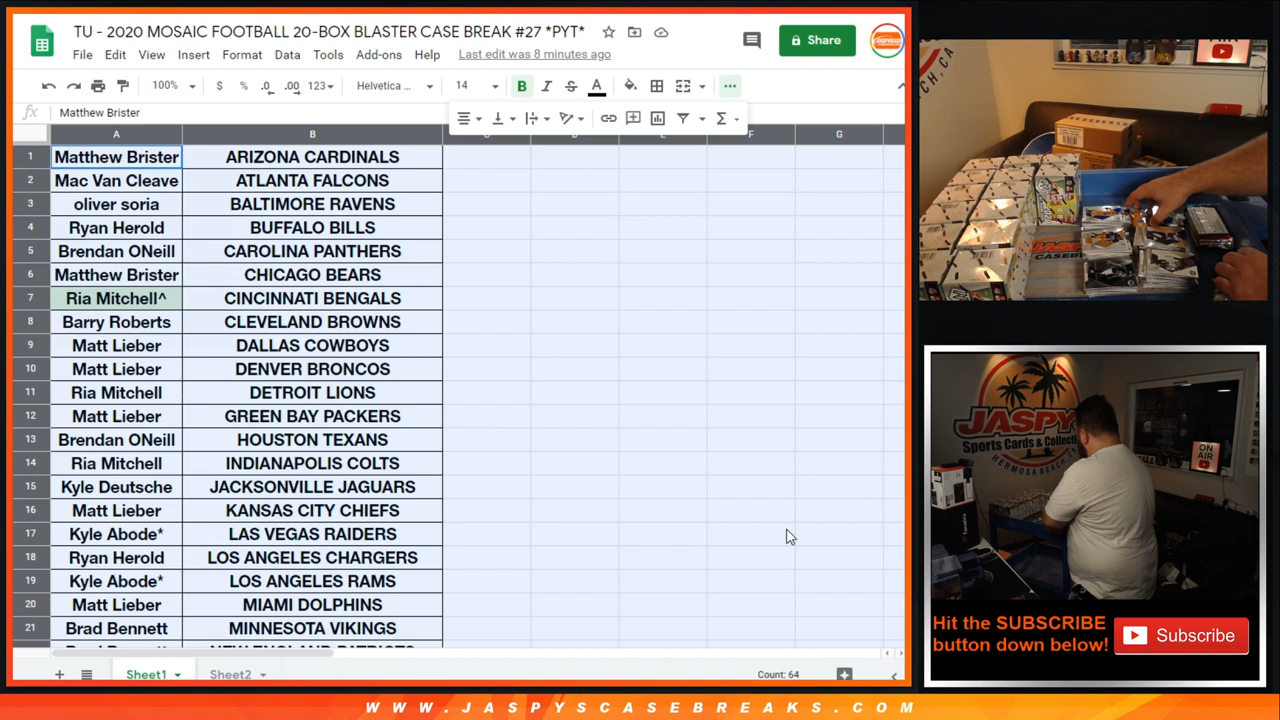 TU - 2020 MOSAIC FOOTBALL 20-BOX BLASTER CASE BREAK #27 *PYT*
File Edit View Insert Format Data Tools Add-ons Help Last edit was 8 minutes ago
Share
100% $ % .0 .00 123 Helvetica ... 14 B I S A
fx Matthew Brister
A B C D E F G
1 Matthew Brister ARIZONA CARDINALS
2 Mac Van Cleave ATLANTA FALCONS
3 oliver soria BALTIMORE RAVENS
4 Ryan Herold BUFFALO BILLS
5 Brendan ONeill CAROLINA PANTHERS
6 Matthew Brister CHICAGO BEARS
7 Ria Mitchell^ CINCINNATI BENGALS
8 Barry Roberts CLEVELAND BROWNS
9 Matt Lieber DALLAS COWBOYS
10 Matt Lieber DENVER BRONCOS
11 Ria Mitchell DETROIT LIONS
12 Matt Lieber GREEN BAY PACKERS
13 Brendan ONeill HOUSTON TEXANS
14 Ria Mitchell INDIANAPOLIS COLTS
15 Kyle Deutsche JACKSONVILLE JAGUARS
16 Matt Lieber KANSAS CITY CHIEFS
17 Kyle Abode* LAS VEGAS RAIDERS
18 Ryan Herold LOS ANGELES CHARGERS
19 Kyle Abode* LOS ANGELES RAMS
20 Matt Lieber MIAMI DOLPHINS
21 Brad Bennett MINNESOTA VIKINGS
Brad Bennett NEW ENGLAND PATRIOTS
Sheet1 Sheet2 Count: 64
JASPY
Sports Cards & Collecti
HERMOSA BEACH, CA
ON
AIR
Hit the SUBSCRIBE
button down below!
Subscribe
WWW.JASPYSCASEBREAKS.COM